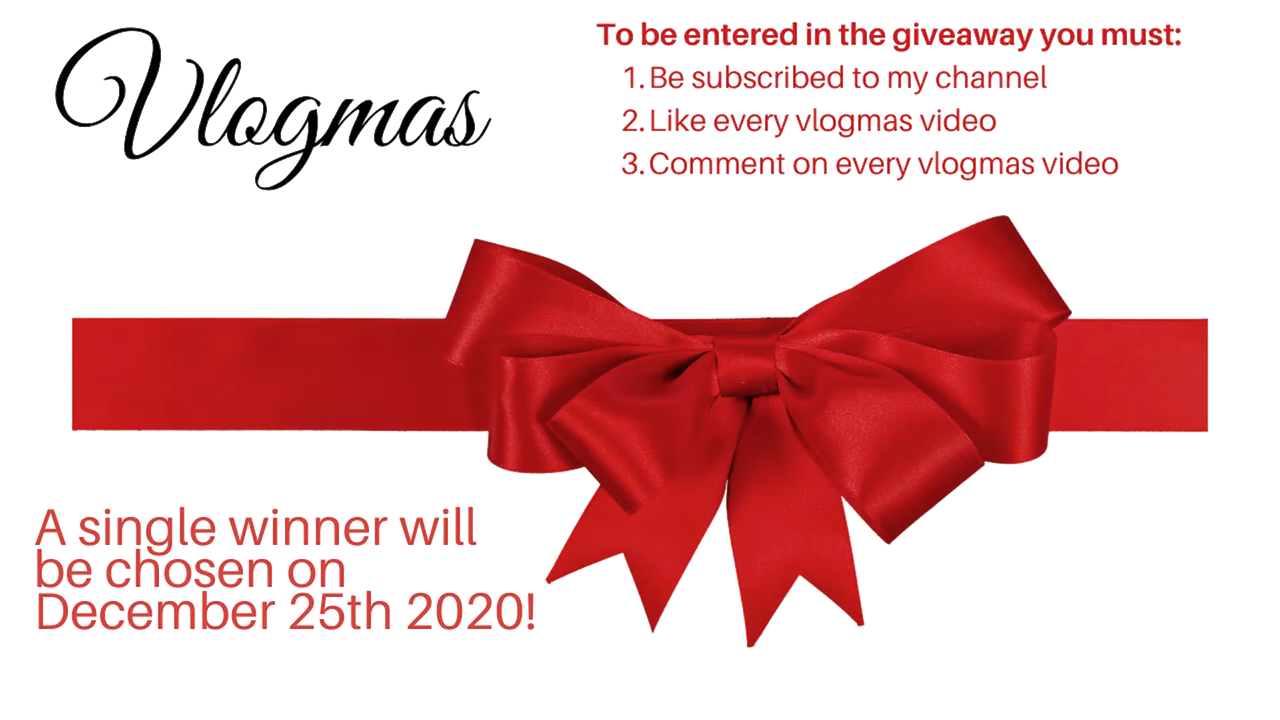 Vlogmas
To be entered in the giveaway you must:
1. Be subscribed to my channel
2. Like every vlogmas video
3. Comment on every vlogmas video
A single winner will
be chosen on
December 25th 2020!